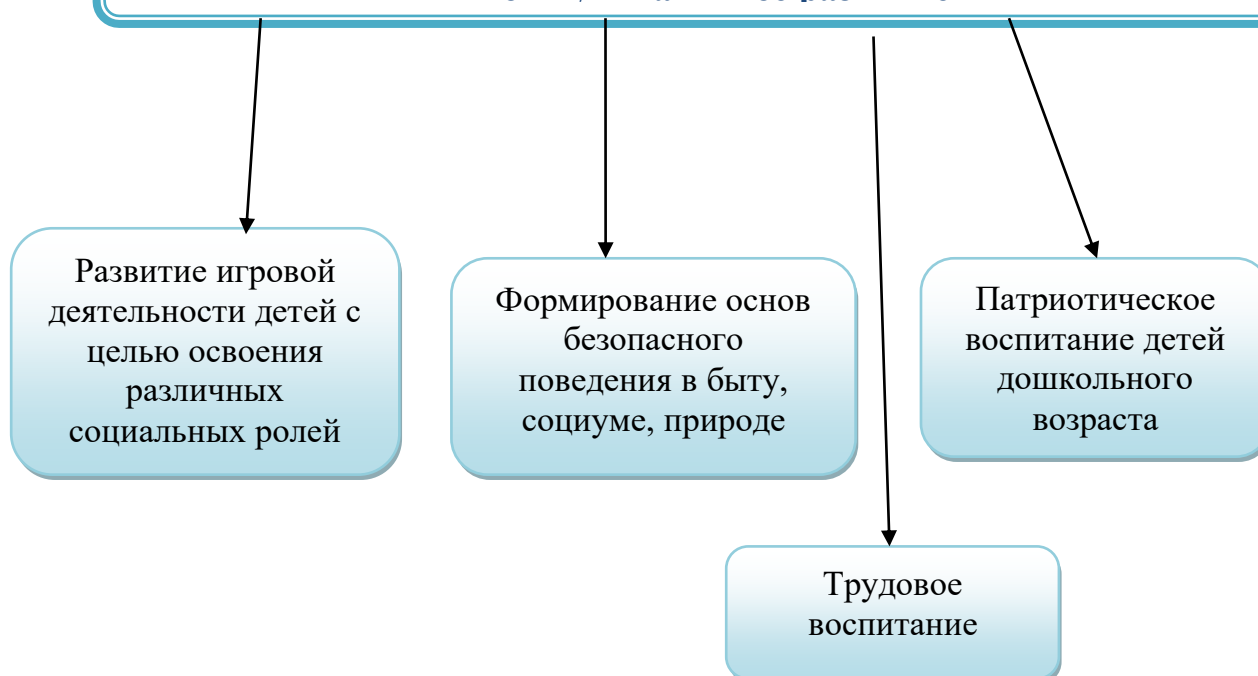 Развитие игровой
деятельности детей с
целью освоения
различных
социальных ролей
Формирование основ
безопасного
поведения в быту,
социуме, природе
Патриотическое
воспитание детей
дошкольного
возраста
Трудовое
воспитание